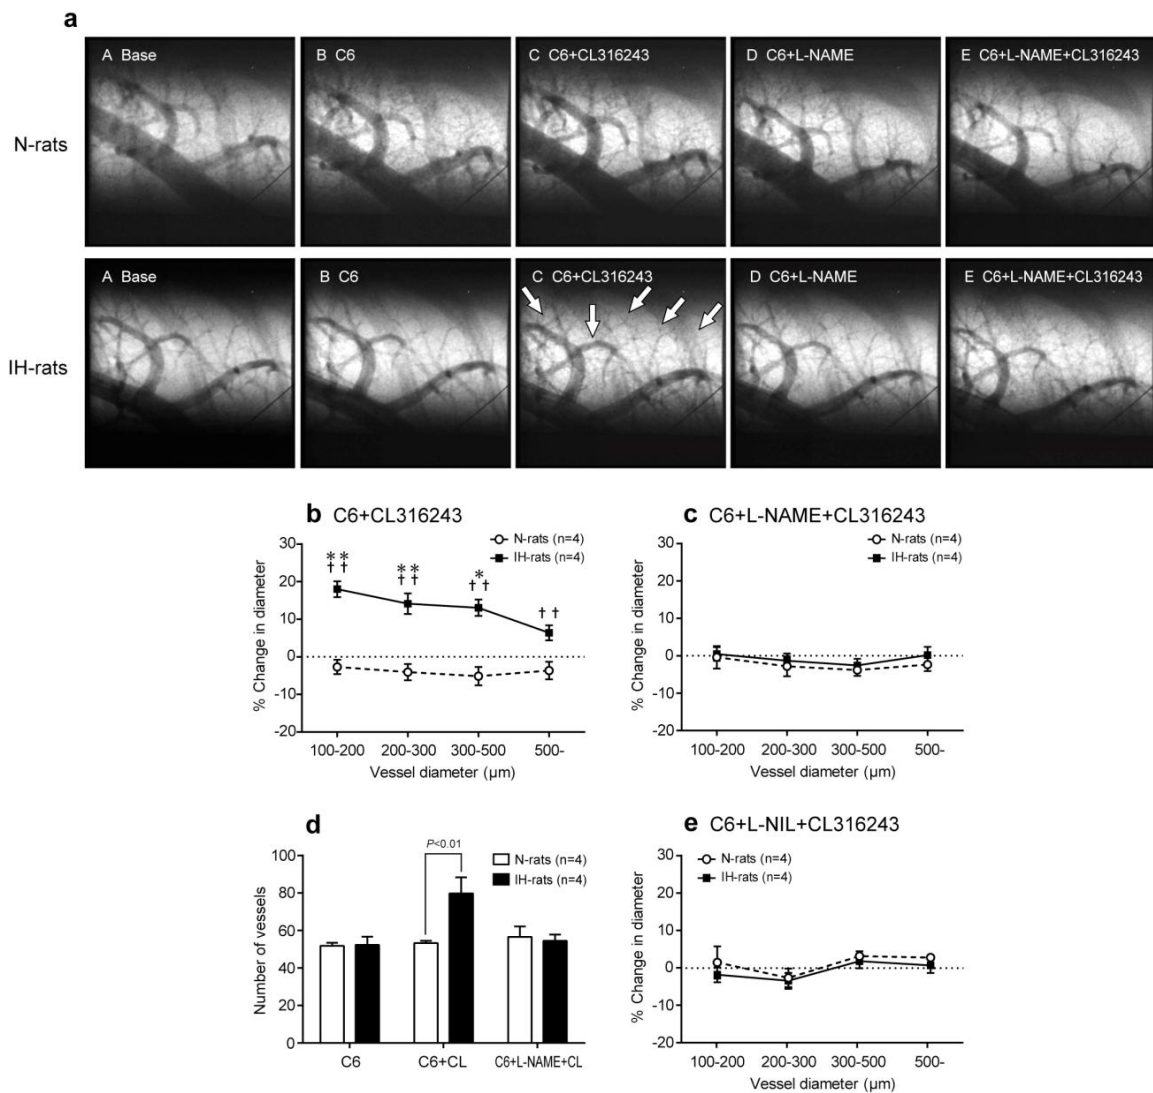 a
A Base
B C6
C C6+CL316243
D C6+L-NAME
E C6+L-NAME+CL316243
N-rats
A Base
B C6
C C6+CL316243
D C6+L-NAME
E C6+L-NAME+CL316243
IH-rats
b C6+CL316243
N-rats (n=4)
IH-rats (n=4)
% Change in diameter
30
20
10
0
-10
-20
** ** * 
†† †† †† ††
100-200 200-300 300-500 500-
Vessel diameter (µm)
c C6+L-NAME+CL316243
N-rats (n=4)
IH-rats (n=4)
% Change in diameter
30
20
10
0
-10
-20
100-200 200-300 300-500 500-
Vessel diameter (µm)
d
P<0.01
N-rats (n=4)
IH-rats (n=4)
Number of vessels
100
80
60
40
20
0
C6 C6+CL C6+L-NAME+CL
e C6+L-NIL+CL316243
N-rats (n=4)
IH-rats (n=4)
% Change in diameter
30
20
10
0
-10
-20
100-200 200-300 300-500 500-
Vessel diameter (µm)